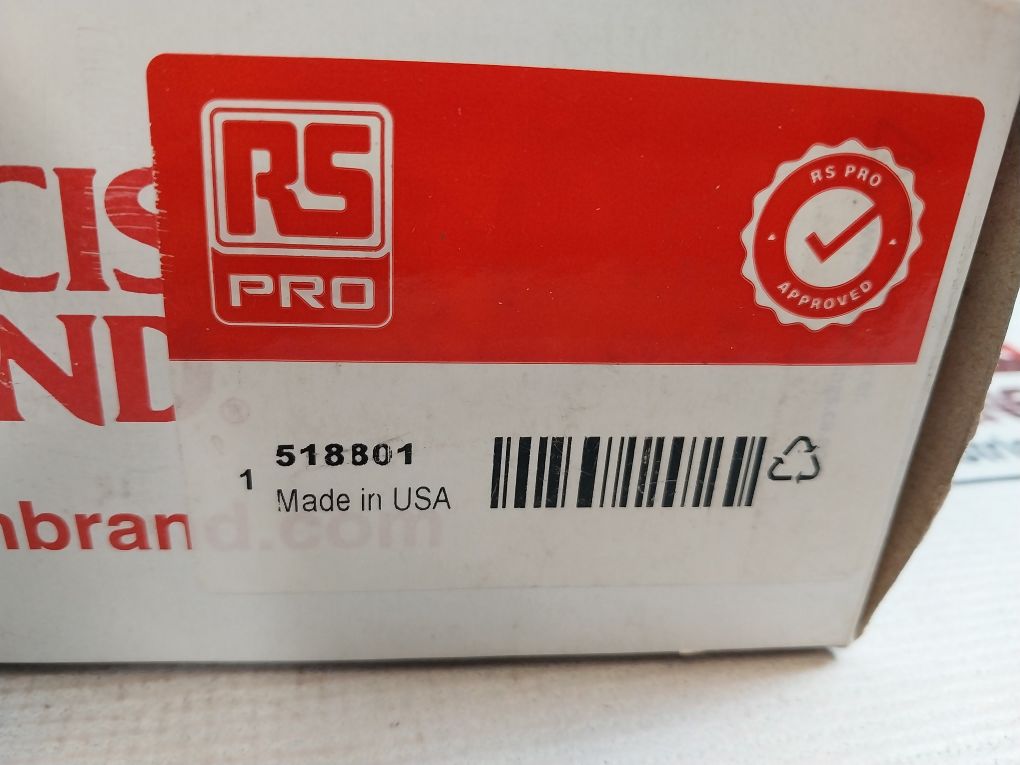 RS
PRO
RS PRO
APPROVED
CIS
ND
518801
1
Made in USA
nbrand.com